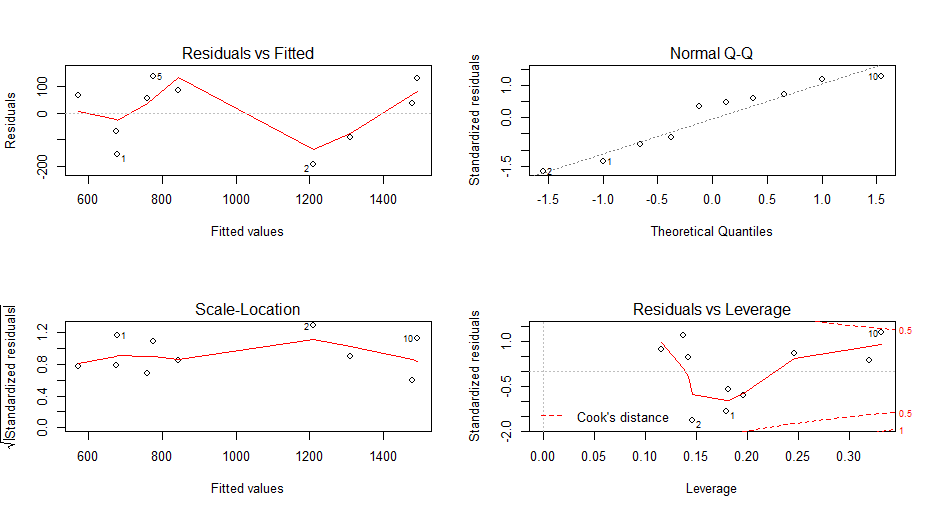 Residuals vs Fitted
Residuals
-200
0
100
5
1
2
600 800 1000 1200 1400
Fitted values
Normal Q-Q
Standardized residuals
-1.5
0.0
1.0
2
1
10
-1.5 -1.0 -0.5 0.0 0.5 1.0 1.5
Theoretical Quantiles
Scale-Location
√|Standardized residuals|
0.0
0.4
0.8
1.2
1
2
10
600 800 1000 1200 1400
Fitted values
Residuals vs Leverage
Standardized residuals
-2.0
-0.5
1.0
10
0.5
0.5
1
1
2
Cook's distance
0.00 0.05 0.10 0.15 0.20 0.25 0.30
Leverage